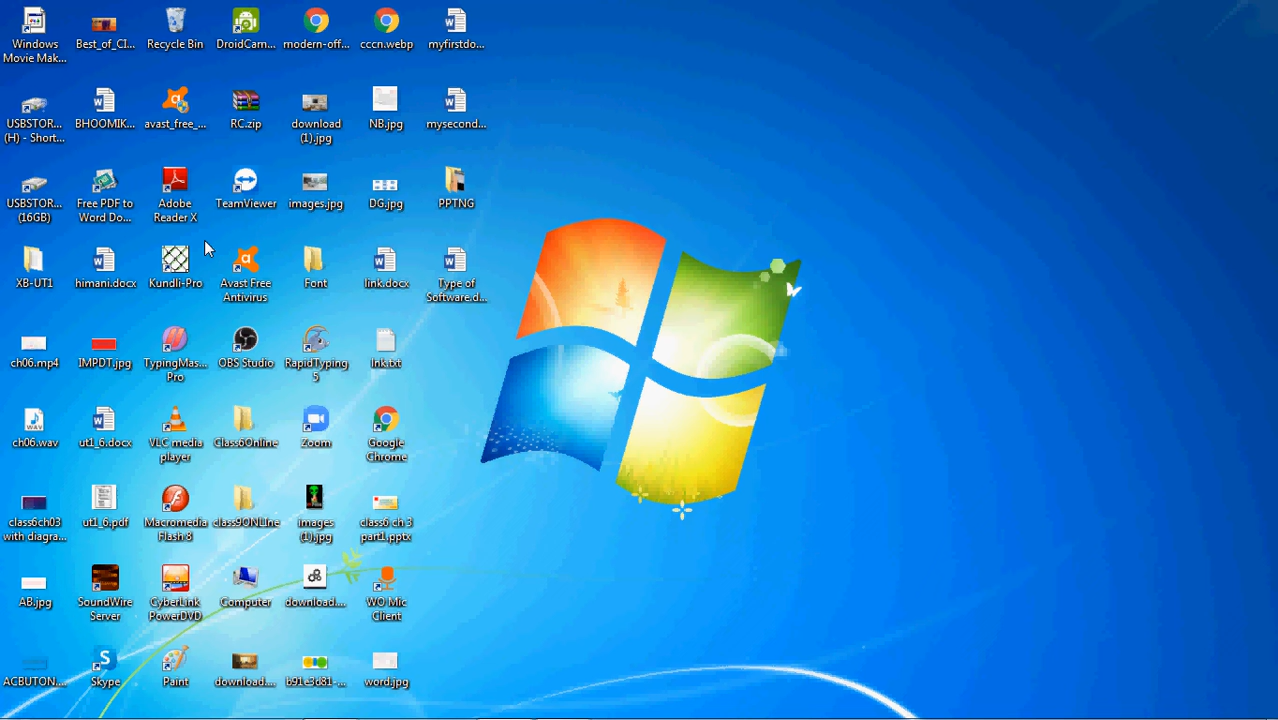 Windows
Movie Mak...
Best_of_CI...
Recycle Bin
DroidCam...
modern-off...
cccn.webp
myfirstdo...
USBSTOR...
(H) - Short...
BHOOMIK...
avast_free_...
RC.zip
download
(1).jpg
NB.jpg
mysecond...
USBSTOR...
(16GB)
Free PDF to
Word Do...
Adobe
Reader X
TeamViewer
images.jpg
DG.jpg
PPTNG
XB-UT1
himani.docx
Kundli-Pro
Avast Free
Antivirus
Font
link.docx
Type of
Software.d...
ch06.mp4
IMPDT.jpg
TypingMas...
Pro
OBS Studio
RapidTyping
5
lnk.txt
ch06.wav
ut1_6.docx
VLC media
player
Class6Online
Zoom
Google
Chrome
class6ch03
with diagra...
ut1_6.pdf
Macromedia
Flash 8
class9ONLIne
images
(1).jpg
class6 ch 3
part1.pptx
AB.jpg
SoundWire
Server
CyberLink
PowerDVD
Computer
download....
WO Mic
Client
ACBUTON....
Skype
Paint
download....
b91e3d81-...
word.jpg